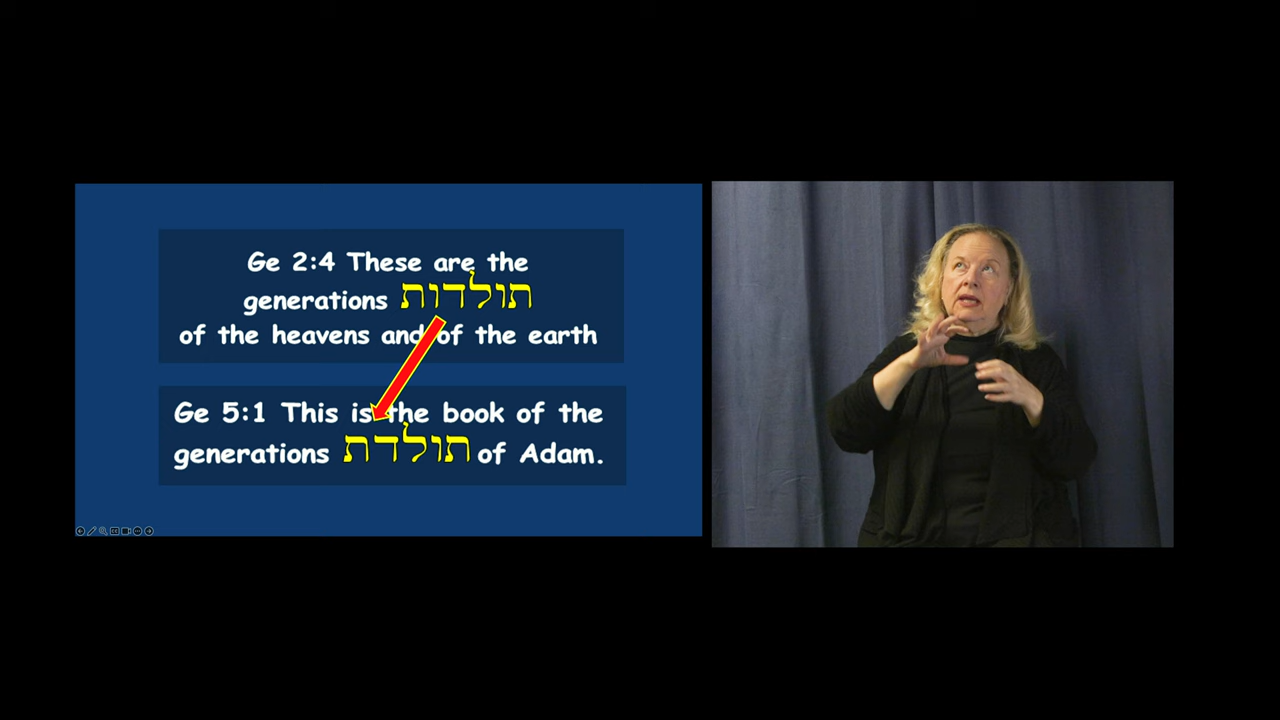 Ge 2:4 These are the
generations תולדות
of the heavens and of the earth
Ge 5:1 This is the book of the
generations תולדת of Adam.